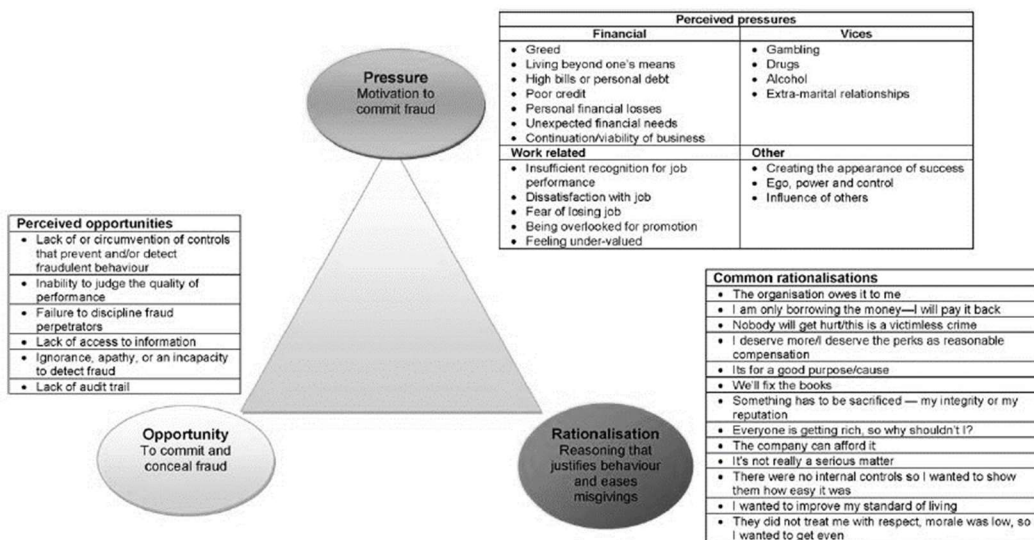 Pressure
Motivation to
commit fraud
Perceived pressures
Financial
• Greed
• Living beyond one's means
• High bills or personal debt
• Poor credit
• Personal financial losses
• Unexpected financial needs
• Continuation/viability of business
Vices
• Gambling
• Drugs
• Alcohol
• Extra-marital relationships
Work related
• Insufficient recognition for job
performance
• Dissatisfaction with job
• Fear of losing job
• Being overlooked for promotion
• Feeling under-valued
Other
• Creating the appearance of success
• Ego, power and control
• Influence of others
Perceived opportunities
• Lack of or circumvention of controls
that prevent and/or detect
fraudulent behaviour
• Inability to judge the quality of
performance
• Failure to discipline fraud
perpetrators
• Lack of access to information
• Ignorance, apathy, or an incapacity
to detect fraud
• Lack of audit trail
Opportunity
To commit and
conceal fraud
Rationalisation
Reasoning that
justifies behaviour
and eases
misgivings
Common rationalisations
• The organisation owes it to me
• I am only borrowing the money—I will pay it back
• Nobody will get hurt/this is a victimless crime
• I deserve more/I deserve the perks as reasonable
compensation
• Its for a good purpose/cause
• We'll fix the books
• Something has to be sacrificed — my integrity or my
reputation
• Everyone is getting rich, so why shouldn't I?
• The company can afford it
• It's not really a serious matter
• There were no internal controls so I wanted to show
them how easy it was
• I wanted to improve my standard of living
• They did not treat me with respect, morale was low, so
I wanted to get even